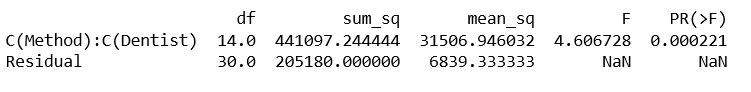 df sum_sq mean_sq F PR(>F)
C(Method):C(Dentist) 14.0 441097.244444 31506.946032 4.606728 0.000221
Residual 30.0 205180.000000 6839.333333 NaN NaN